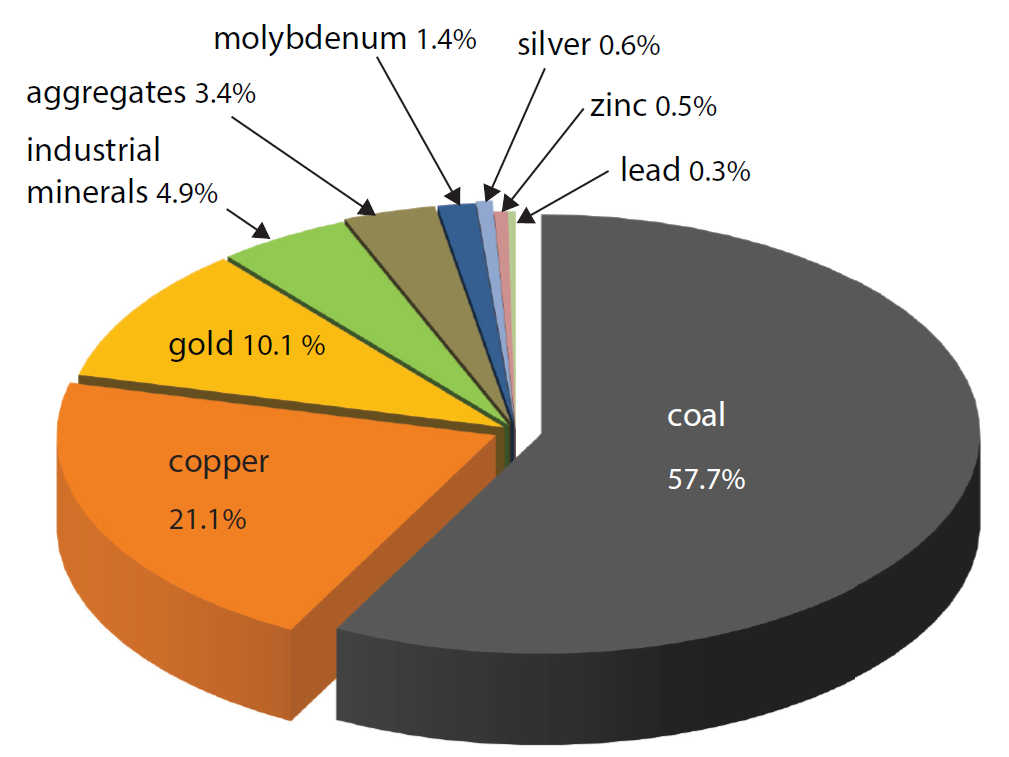 molybdenum 1.4%
silver 0.6%
aggregates 3.4%
zinc 0.5%
industrial
minerals 4.9%
lead 0.3%
gold 10.1 %
coal
57.7%
copper
21.1%